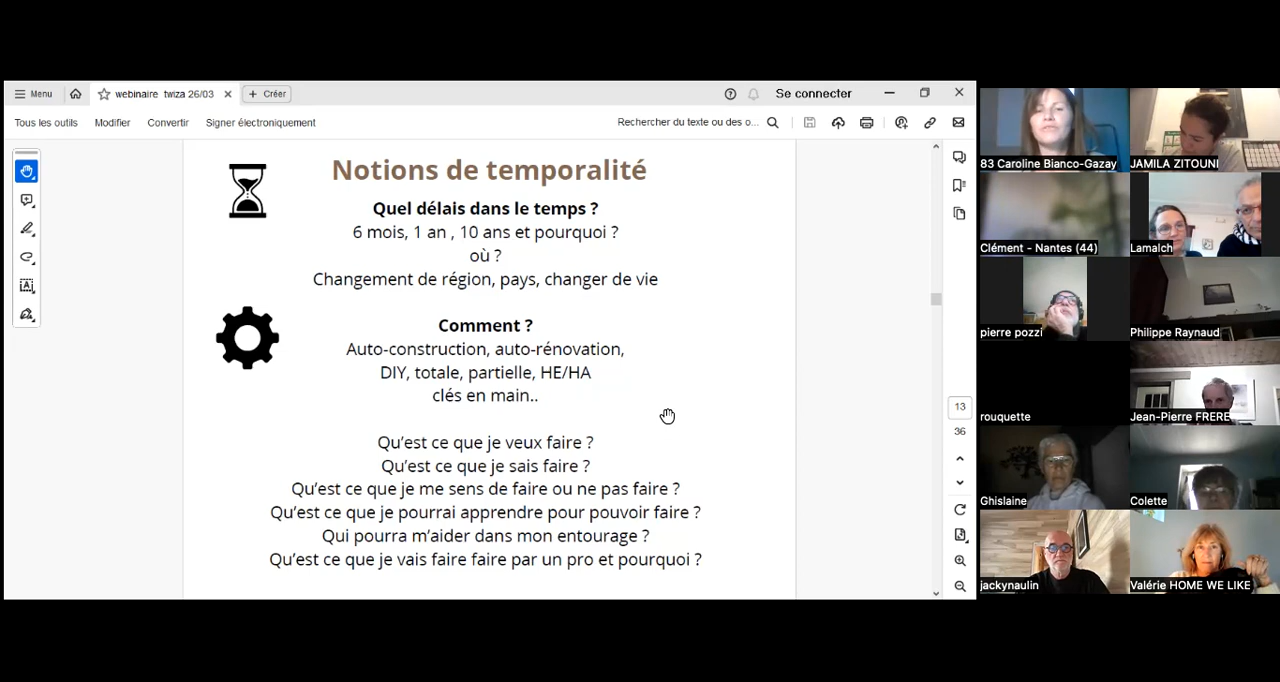 Menu
webinaire twiza 26/03
Créer
Se connecter
Tous les outils
Modifier
Convertir
Signer électroniquement
Rechercher du texte ou des o...
Notions de temporalité
Quel délais dans le temps ?
6 mois, 1 an , 10 ans et pourquoi ?
où ?
Changement de région, pays, changer de vie
Comment ?
Auto-construction, auto-rénovation,
DIY, totale, partielle, HE/HA
clés en main..
Qu'est ce que je veux faire ?
Qu'est ce que je sais faire ?
Qu'est ce que je me sens de faire ou ne pas faire ?
Qu'est ce que je pourrai apprendre pour pouvoir faire ?
Qui pourra m'aider dans mon entourage ?
Qu'est ce que je vais faire faire par un pro et pourquoi ?
13
36
83 Caroline Bianco-Gazay
JAMILA ZITOUNI
Clément - Nantes (44)
Lamalch
pierre pozzi
Philippe Raynaud
rouquette
Jean-Pierre FRERE
Ghislaine
Colette
jackynaulin
Valérie HOME WE LIKE